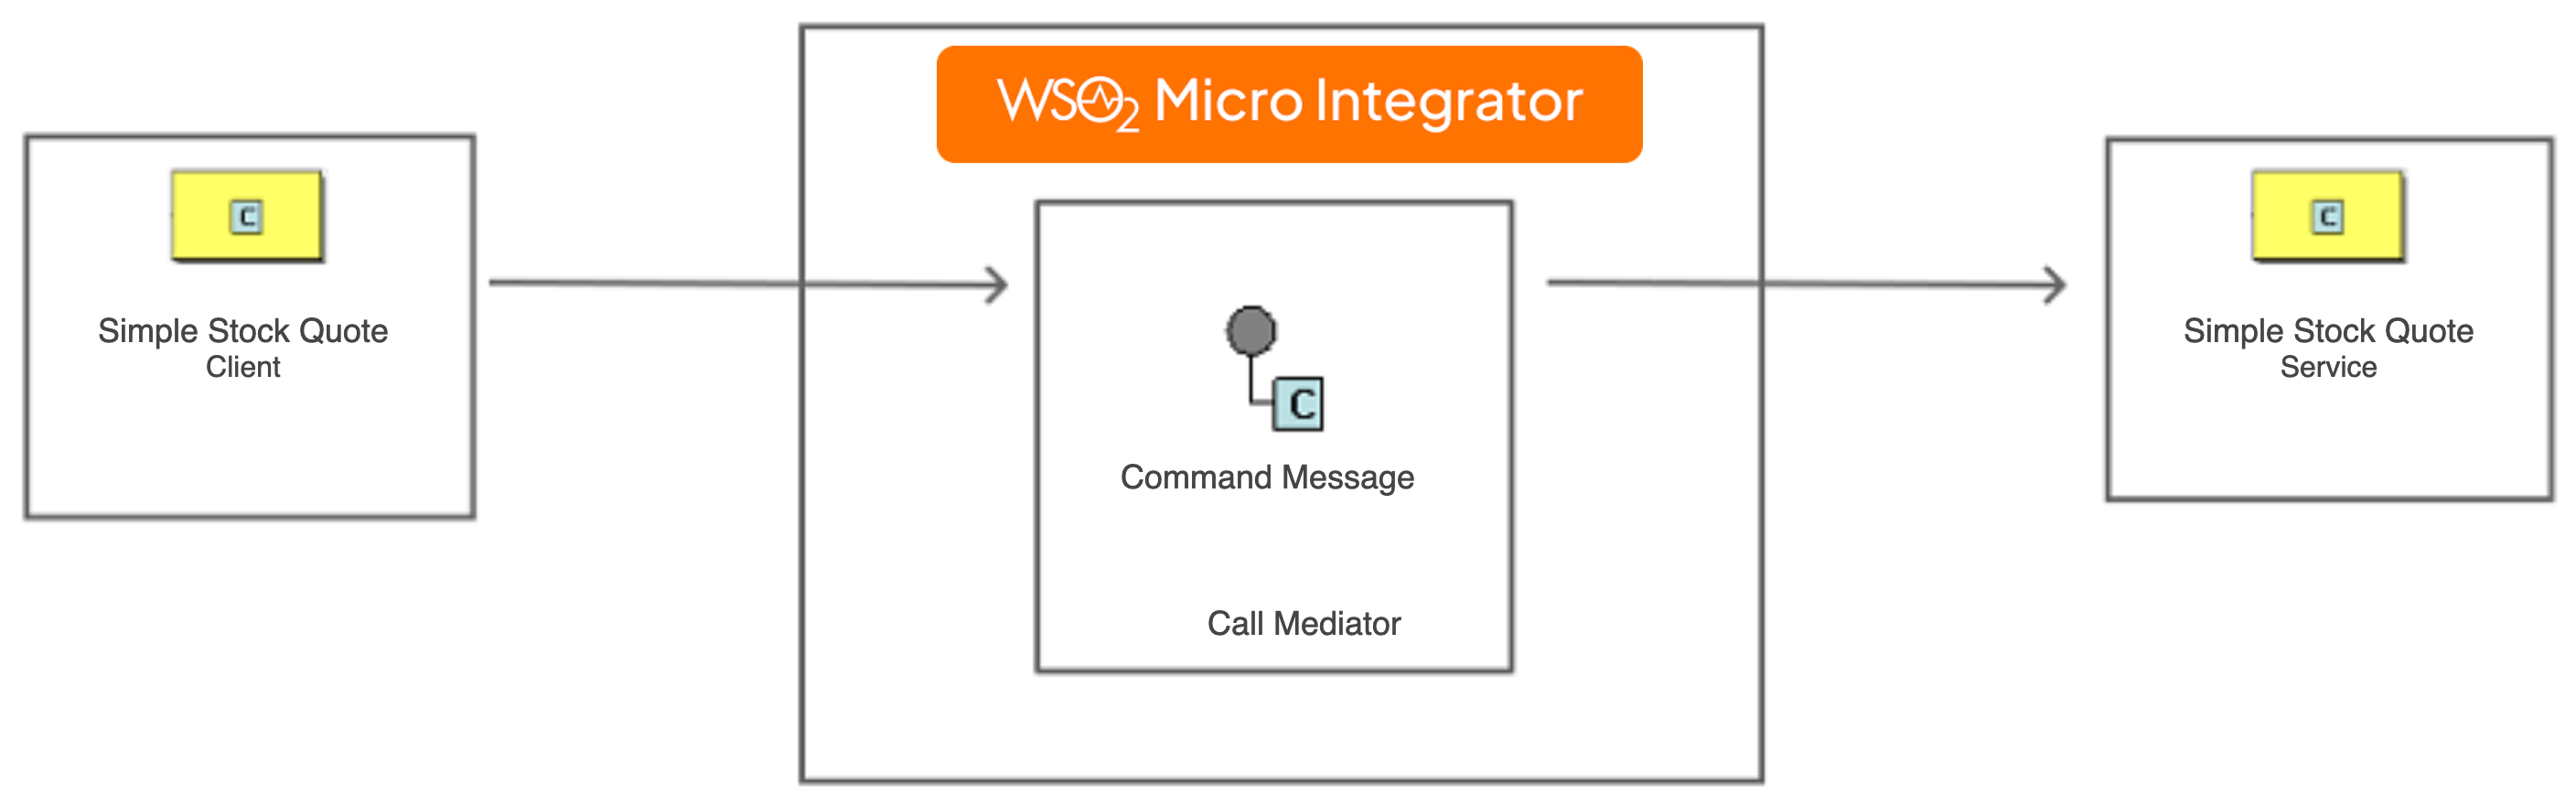 WSO2 Micro Integrator
C
Simple Stock Quote
Client
C
Command Message
Call Mediator
C
Simple Stock Quote
Service